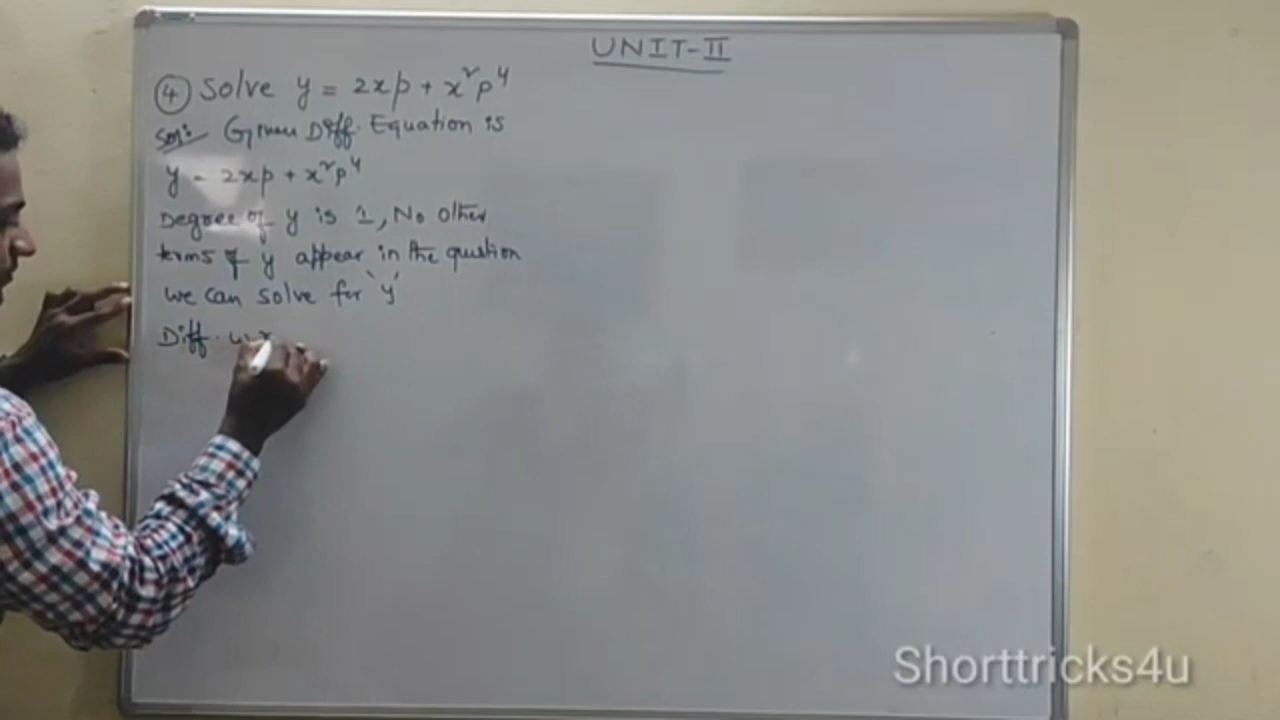 UNIT-II
④ Solve y = 2xp + x²p⁴
Sol: Given Diff. Equation is
y = 2xp + x²p⁴
Degree of y is 1, No other
terms of y appear in the qustion
we can solve for 'y'
Diff. w.r
Shorttricks4u